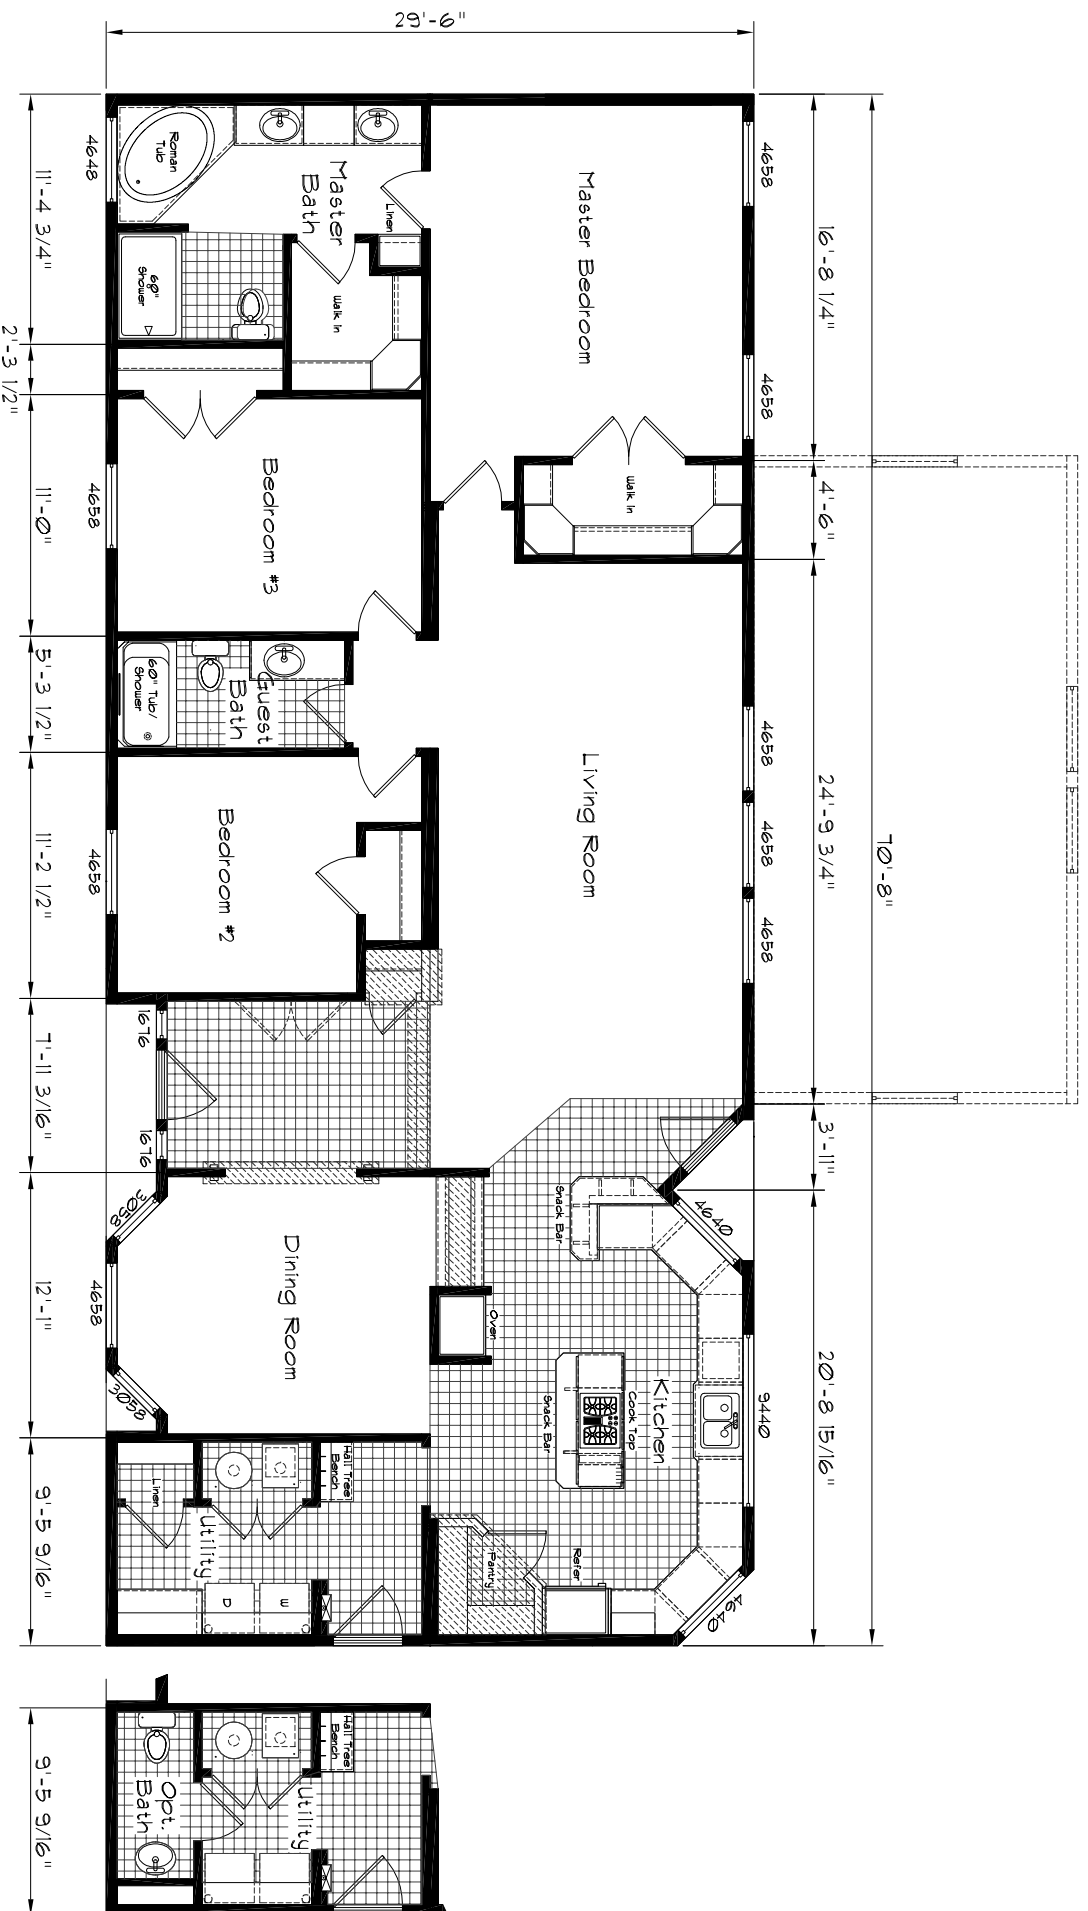 29'-6"
11'-4 3/4"
2'-3 1/2"
11'-0"
5'-3 1/2"
11'-2 1/2"
7'-11 3/16"
12'-1"
9'-5 9/16"
9'-5 9/16"
4648
4658
4658
1676
1676
3058
4658
3058
Roman
Tub
Master
Bath
Linen
60"
Shower
Walk In
Bedroom #3
60" Tub/
Shower
Guest
Bath
Bedroom #2
Master Bedroom
Walk In
Living Room
Dining Room
Snack Bar
Oven
Kitchen
Cook Top
Snack Bar
Pantry
Refer
Hall Tree
Bench
Linen
Utility
D
W
4658
4658
4658
4658
4658
4640
9440
4640
16'-8 1/4"
4'-6"
24'-9 3/4"
3'-11"
20'-8 15/16"
70'-8"
Hall Tree
Bench
Utility
Opt.
Bath